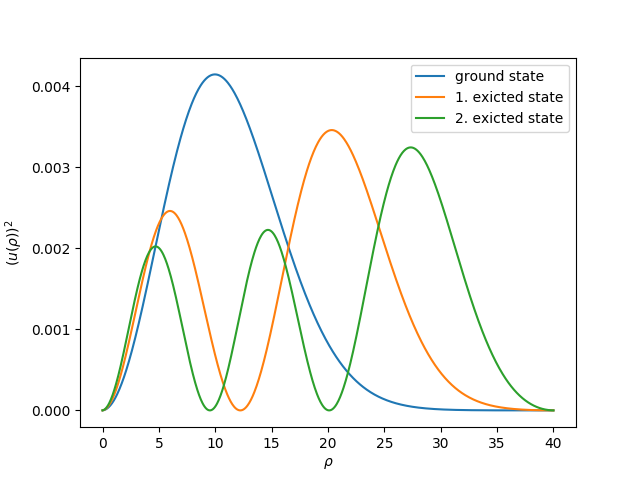 ground state
1. exicted state
2. exicted state
0.004
0.003
0.002
0.001
0.000
(u(ρ))²
0 5 10 15 20 25 30 35 40
ρ